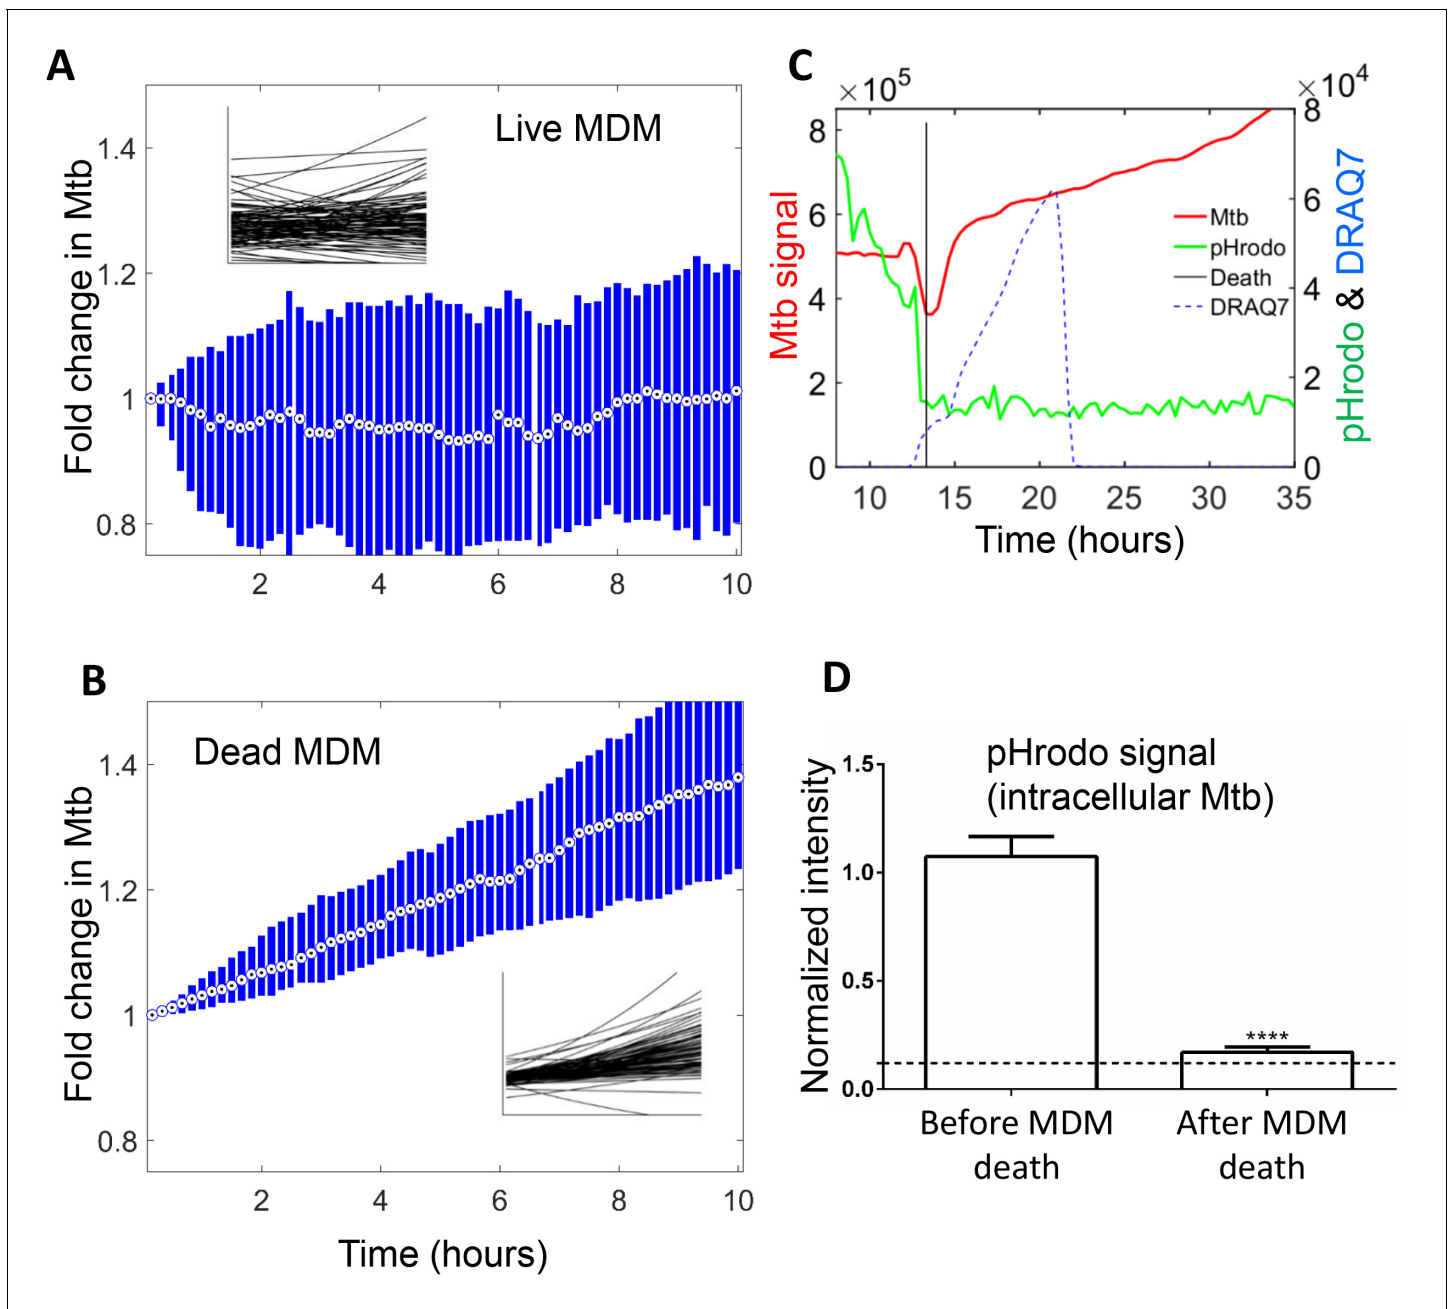 A
Live MDM
Fold change in Mtb
1.4
1.2
1
0.8
2 4 6 8 10
B
Dead MDM
Fold change in Mtb
1.4
1.2
1
0.8
2 4 6 8 10
Time (hours)
C
×10⁵
×10⁴
Mtb signal
8
6
4
2
0
8
6
4
2
0
pHrodo & DRAQ7
Mtb
pHrodo
Death
DRAQ7
10 15 20 25 30 35
Time (hours)
D
pHrodo signal
(intracellular Mtb)
Normalized intensity
1.5
1.0
0.5
0.0
****
Before MDM
death
After MDM
death